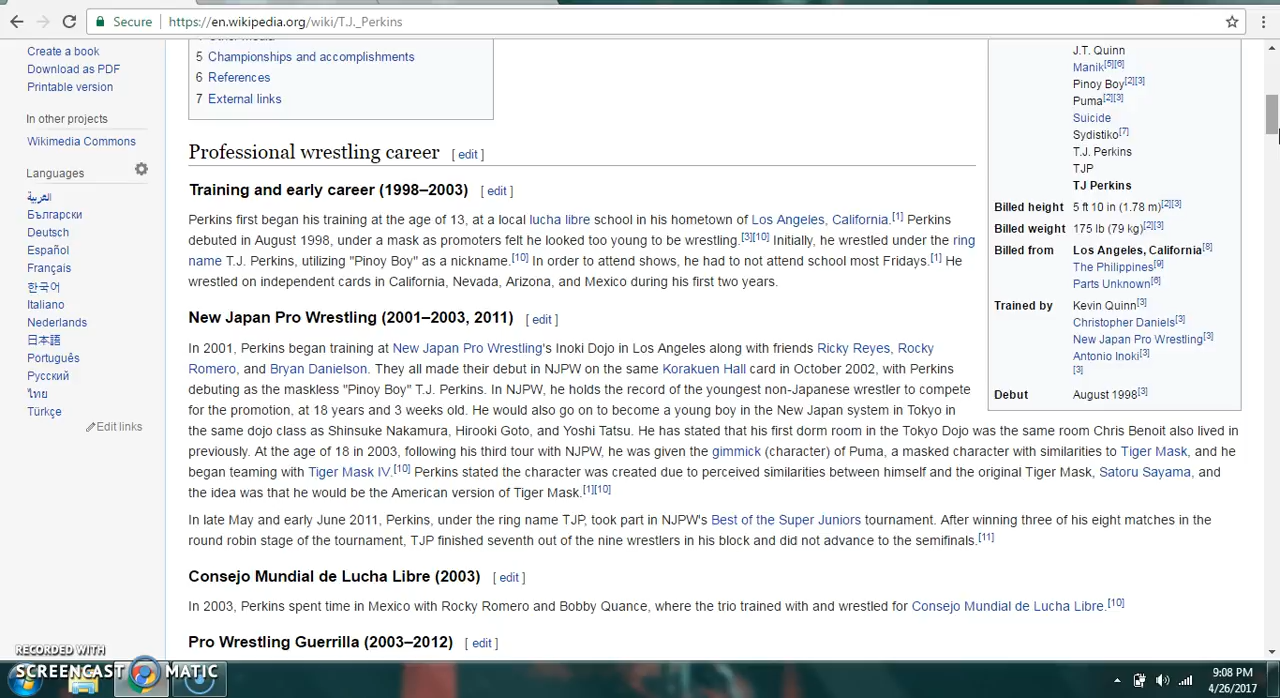 Secure https://en.wikipedia.org/wiki/T.J._Perkins
Create a book
Download as PDF
Printable version
In other projects
Wikimedia Commons
Languages
العربية
Български
Deutsch
Español
Français
한국어
Italiano
Nederlands
日本語
Português
Русский
ไทย
Türkçe
Edit links
4 Other media
5 Championships and accomplishments
6 References
7 External links
Professional wrestling career [ edit ]
Training and early career (1998–2003) [ edit ]
Perkins first began his training at the age of 13, at a local lucha libre school in his hometown of Los Angeles, California.[1] Perkins
debuted in August 1998, under a mask as promoters felt he looked too young to be wrestling.[3][10] Initially, he wrestled under the ring
name T.J. Perkins, utilizing "Pinoy Boy" as a nickname.[10] In order to attend shows, he had to not attend school most Fridays.[1] He
wrestled on independent cards in California, Nevada, Arizona, and Mexico during his first two years.
New Japan Pro Wrestling (2001–2003, 2011) [ edit ]
In 2001, Perkins began training at New Japan Pro Wrestling's Inoki Dojo in Los Angeles along with friends Ricky Reyes, Rocky
Romero, and Bryan Danielson. They all made their debut in NJPW on the same Korakuen Hall card in October 2002, with Perkins
debuting as the maskless "Pinoy Boy" T.J. Perkins. In NJPW, he holds the record of the youngest non-Japanese wrestler to compete
for the promotion, at 18 years and 3 weeks old. He would also go on to become a young boy in the New Japan system in Tokyo in
the same dojo class as Shinsuke Nakamura, Hirooki Goto, and Yoshi Tatsu. He has stated that his first dorm room in the Tokyo Dojo was the same room Chris Benoit also lived in
previously. At the age of 18 in 2003, following his third tour with NJPW, he was given the gimmick (character) of Puma, a masked character with similarities to Tiger Mask, and he
began teaming with Tiger Mask IV.[10] Perkins stated the character was created due to perceived similarities between himself and the original Tiger Mask, Satoru Sayama, and
the idea was that he would be the American version of Tiger Mask.[1][10]
In late May and early June 2011, Perkins, under the ring name TJP, took part in NJPW's Best of the Super Juniors tournament. After winning three of his eight matches in the
round robin stage of the tournament, TJP finished seventh out of the nine wrestlers in his block and did not advance to the semifinals.[11]
Consejo Mundial de Lucha Libre (2003) [ edit ]
In 2003, Perkins spent time in Mexico with Rocky Romero and Bobby Quance, where the trio trained with and wrestled for Consejo Mundial de Lucha Libre.[10]
Pro Wrestling Guerrilla (2003–2012) [ edit ]
J.T. Quinn
Manik[5][6]
Pinoy Boy[2][3]
Puma[2][3]
Suicide
Sydistiko[7]
T.J. Perkins
TJP
TJ Perkins
Billed height 5 ft 10 in (1.78 m)[2][3]
Billed weight 175 lb (79 kg)[2][3]
Billed from Los Angeles, California[8]
The Philippines[9]
Parts Unknown[6]
Trained by Kevin Quinn[3]
Christopher Daniels[3]
New Japan Pro Wrestling[3]
Antonio Inoki[3]
[3]
Debut August 1998[3]
RECORDED WITH
SCREENCAST MATIC
9:08 PM
4/26/2017